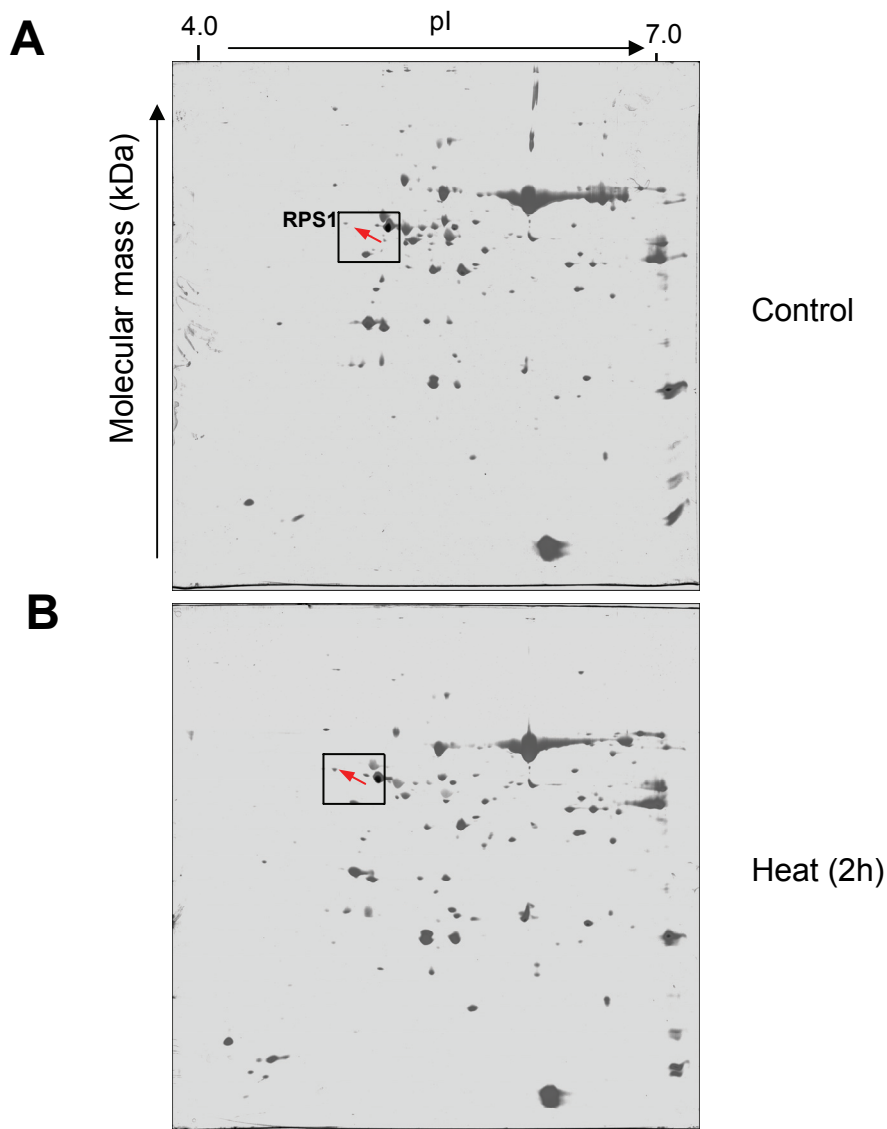 A
4.0
pI
7.0
Molecular mass (kDa)
RPS1
Control
B
Heat (2h)